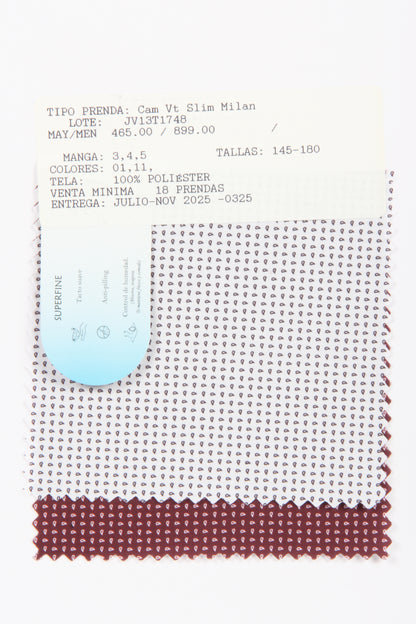 TIPO PRENDA: Cam Vt Slim Milan
LOTE: JV13T1748
MAY/MEN 465.00 / 899.00 /
MANGA: 3,4,5 TALLAS: 145-180
COLORES: 01,11,
TELA: 100% POLIÉSTER
VENTA MINIMA 18 PRENDAS
ENTREGA: JULIO-NOV 2025 -0325
SUPERFINE
Tacto suave
Anti-pilling
Control de humedad.